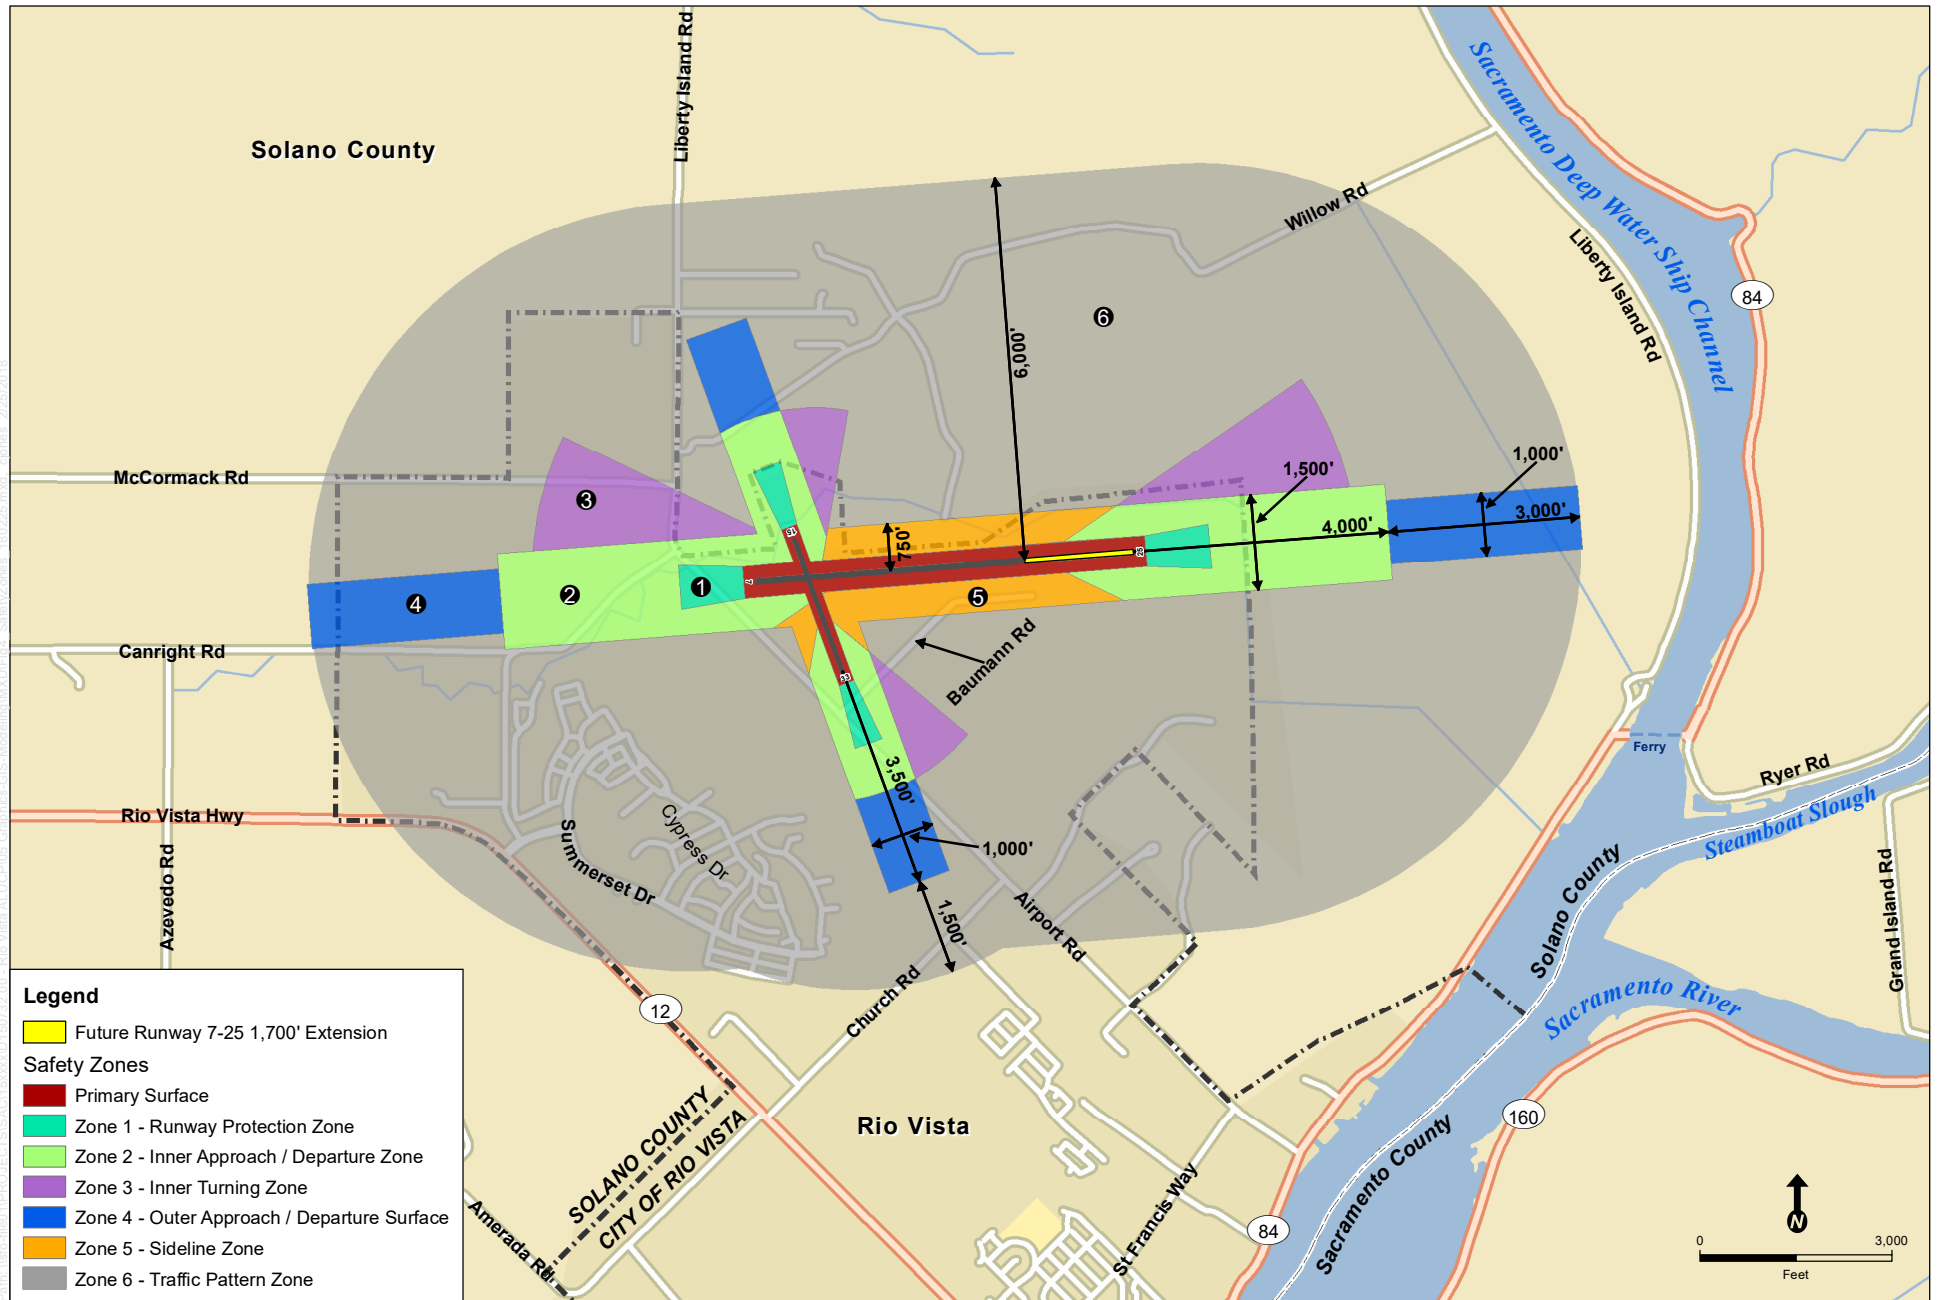 Solano County
Liberty Island Rd
Willow Rd
Sacramento Deep Water Ship Channel
Liberty Island Rd
84
6
6,000'
McCormack Rd
3
1,500'
1,000'
4,000'
3,000'
750'
15
25
7
33
1
2
4
5
Canright Rd
Baumann Rd
Ferry
Ryer Rd
Steamboat Slough
Rio Vista Hwy
Azevedo Rd
Summerset Dr
Cypress Dr
3,500'
1,000'
1,500'
Airport Rd
Church Rd
Solano County
Grand Island Rd
Sacramento River
12
160
Rio Vista
SOLANO COUNTY
CITY OF RIO VISTA
Amerada Rd
St Francis Way
84
Sacramento County
Legend
Future Runway 7-25 1,700' Extension
Safety Zones
Primary Surface
Zone 1 - Runway Protection Zone
Zone 2 - Inner Approach / Departure Zone
Zone 3 - Inner Turning Zone
Zone 4 - Outer Approach / Departure Surface
Zone 5 - Sideline Zone
Zone 6 - Traffic Pattern Zone
N
0 3,000
Feet